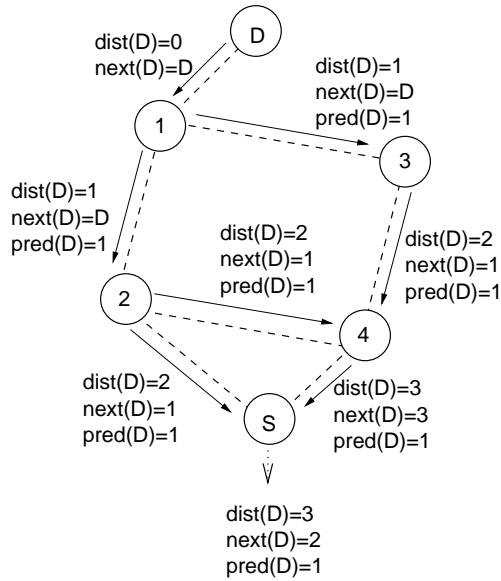 D
dist(D)=0
next(D)=D
dist(D)=1
next(D)=D
pred(D)=1
1
3
dist(D)=1
next(D)=D
pred(D)=1
dist(D)=2
next(D)=1
pred(D)=1
dist(D)=2
next(D)=1
pred(D)=1
2
4
dist(D)=2
next(D)=1
pred(D)=1
dist(D)=3
next(D)=3
pred(D)=1
S
dist(D)=3
next(D)=2
pred(D)=1